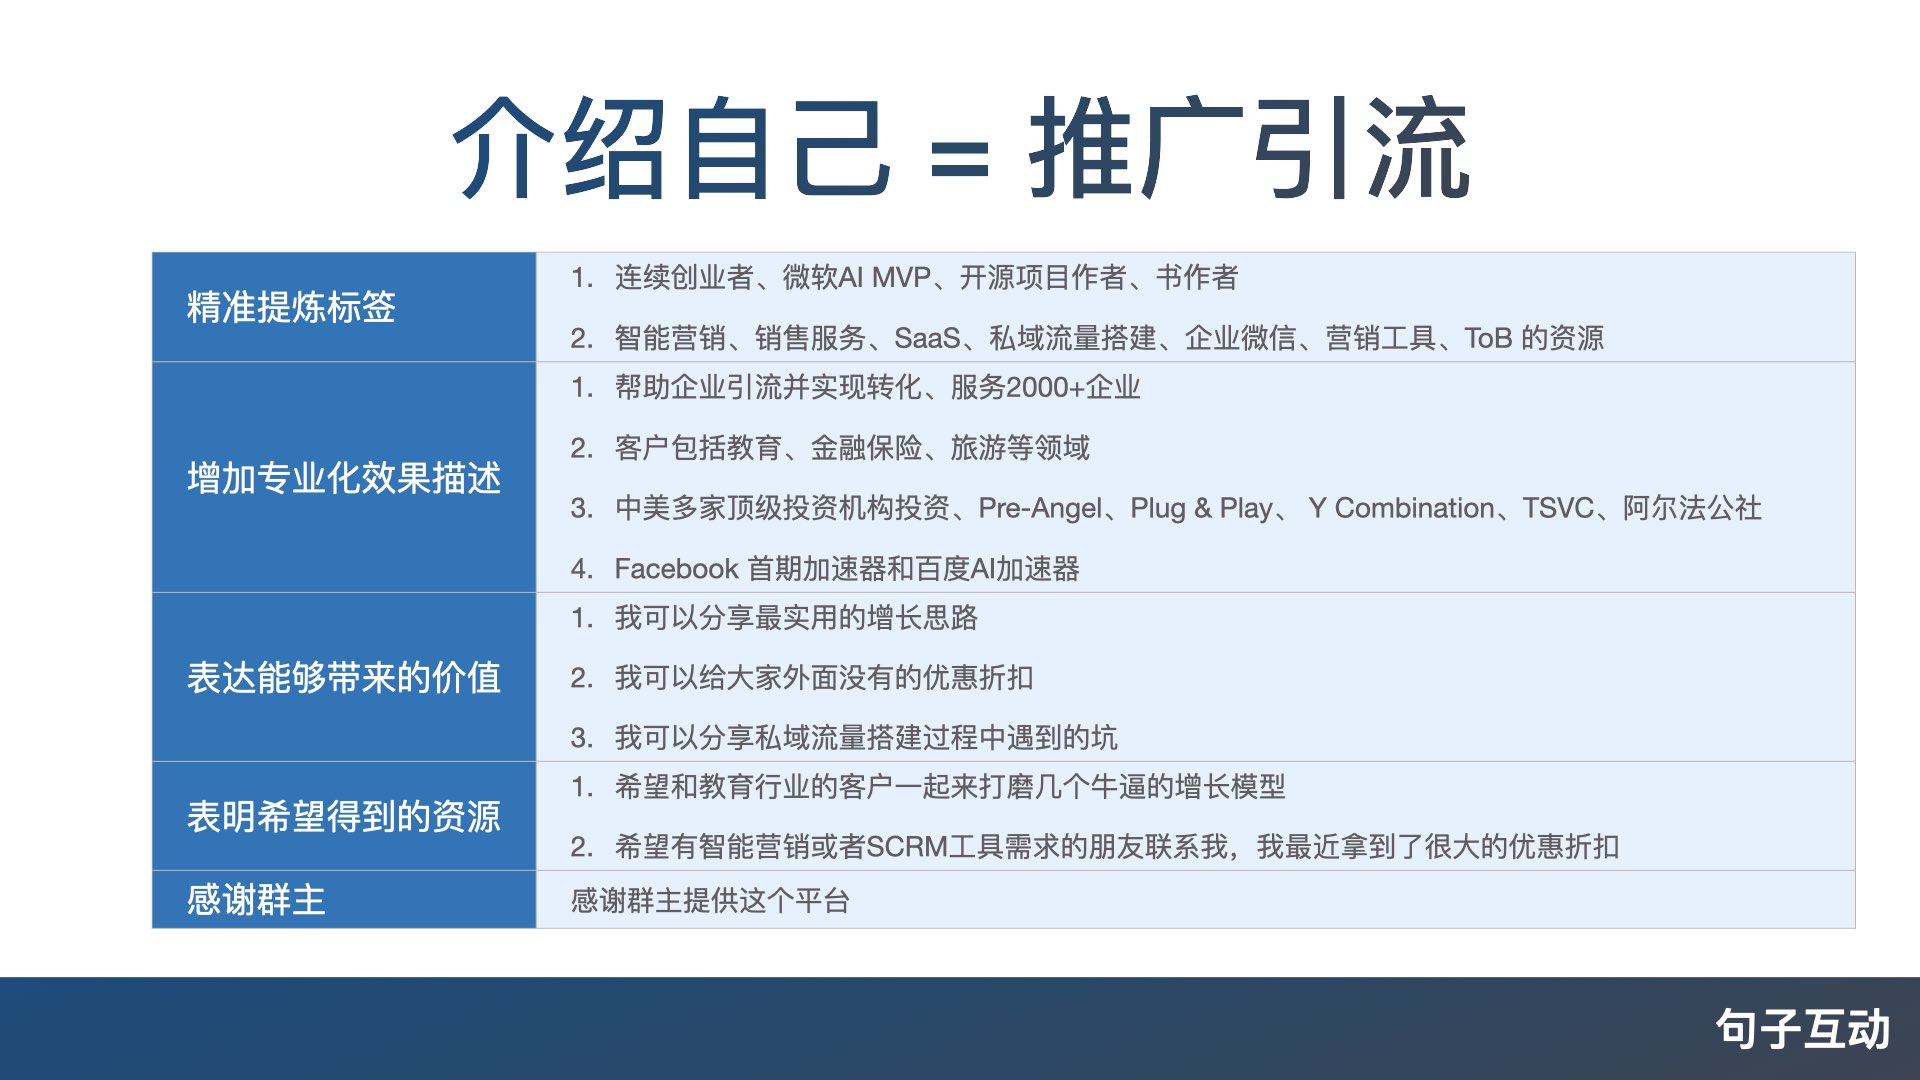 介绍自己 = 推广引流
精准提炼标签
1. 连续创业者、微软AI MVP、开源项目作者、书作者
2. 智能营销、销售服务、SaaS、私域流量搭建、企业微信、营销工具、ToB 的资源
增加专业化效果描述
1. 帮助企业引流并实现转化、服务2000+企业
2. 客户包括教育、金融保险、旅游等领域
3. 中美多家顶级投资机构投资、Pre-Angel、Plug & Play、 Y Combination、TSVC、阿尔法公社
4. Facebook 首期加速器和百度AI加速器
表达能够带来的价值
1. 我可以分享最实用的增长思路
2. 我可以给大家外面没有的优惠折扣
3. 我可以分享私域流量搭建过程中遇到的坑
表明希望得到的资源
1. 希望和教育行业的客户一起来打磨几个牛逼的增长模型
2. 希望有智能营销或者SCRM工具需求的朋友联系我，我最近拿到了很大的优惠折扣
感谢群主
感谢群主提供这个平台
句子互动